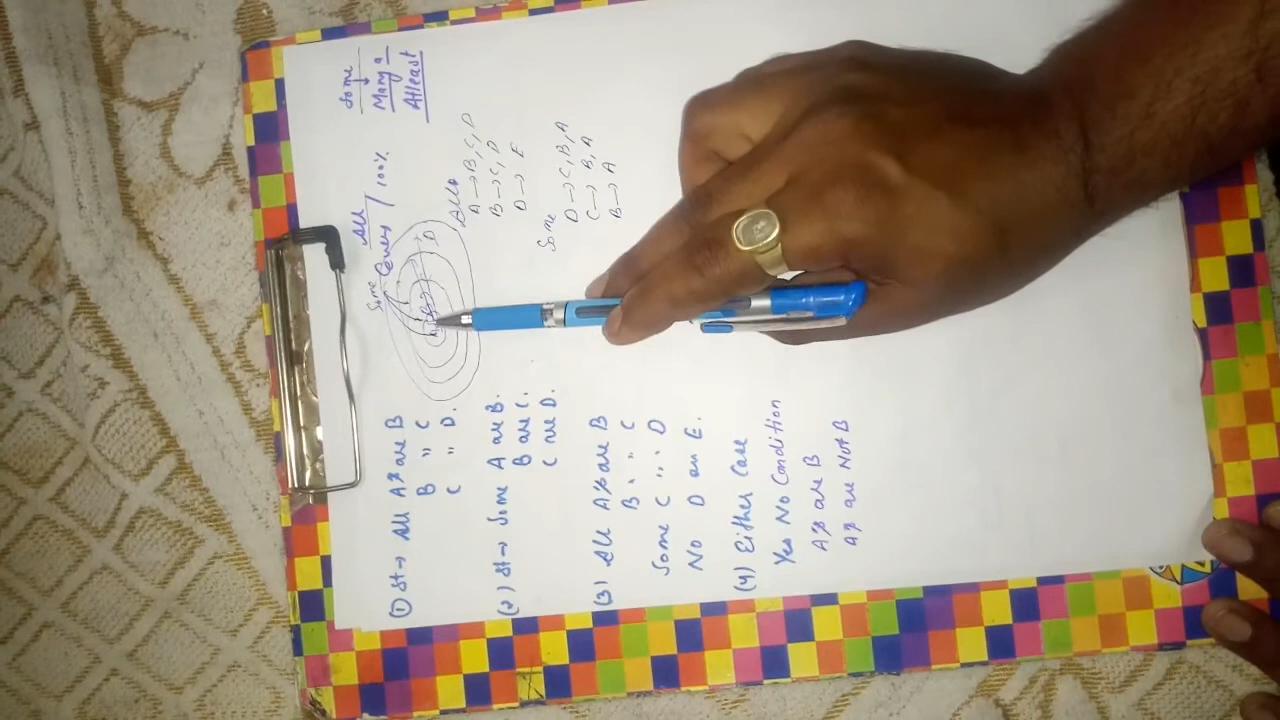 (1) St→ All A's are B
B " C
C " D.
(2) St→ Some A are B.
B are C.
C are D.
(3) All A's are B
B " C
Some C " D
No D are E.
(4) Either Case
Yes No Condition
A's are B
A's are Not B
Some
All
Every / 100%
D
All
A→ B, C, D
B→ C, D
D→ E
Some
D→ C, B, A
C→ B, A
B→ A
Some
Many a
Atleast